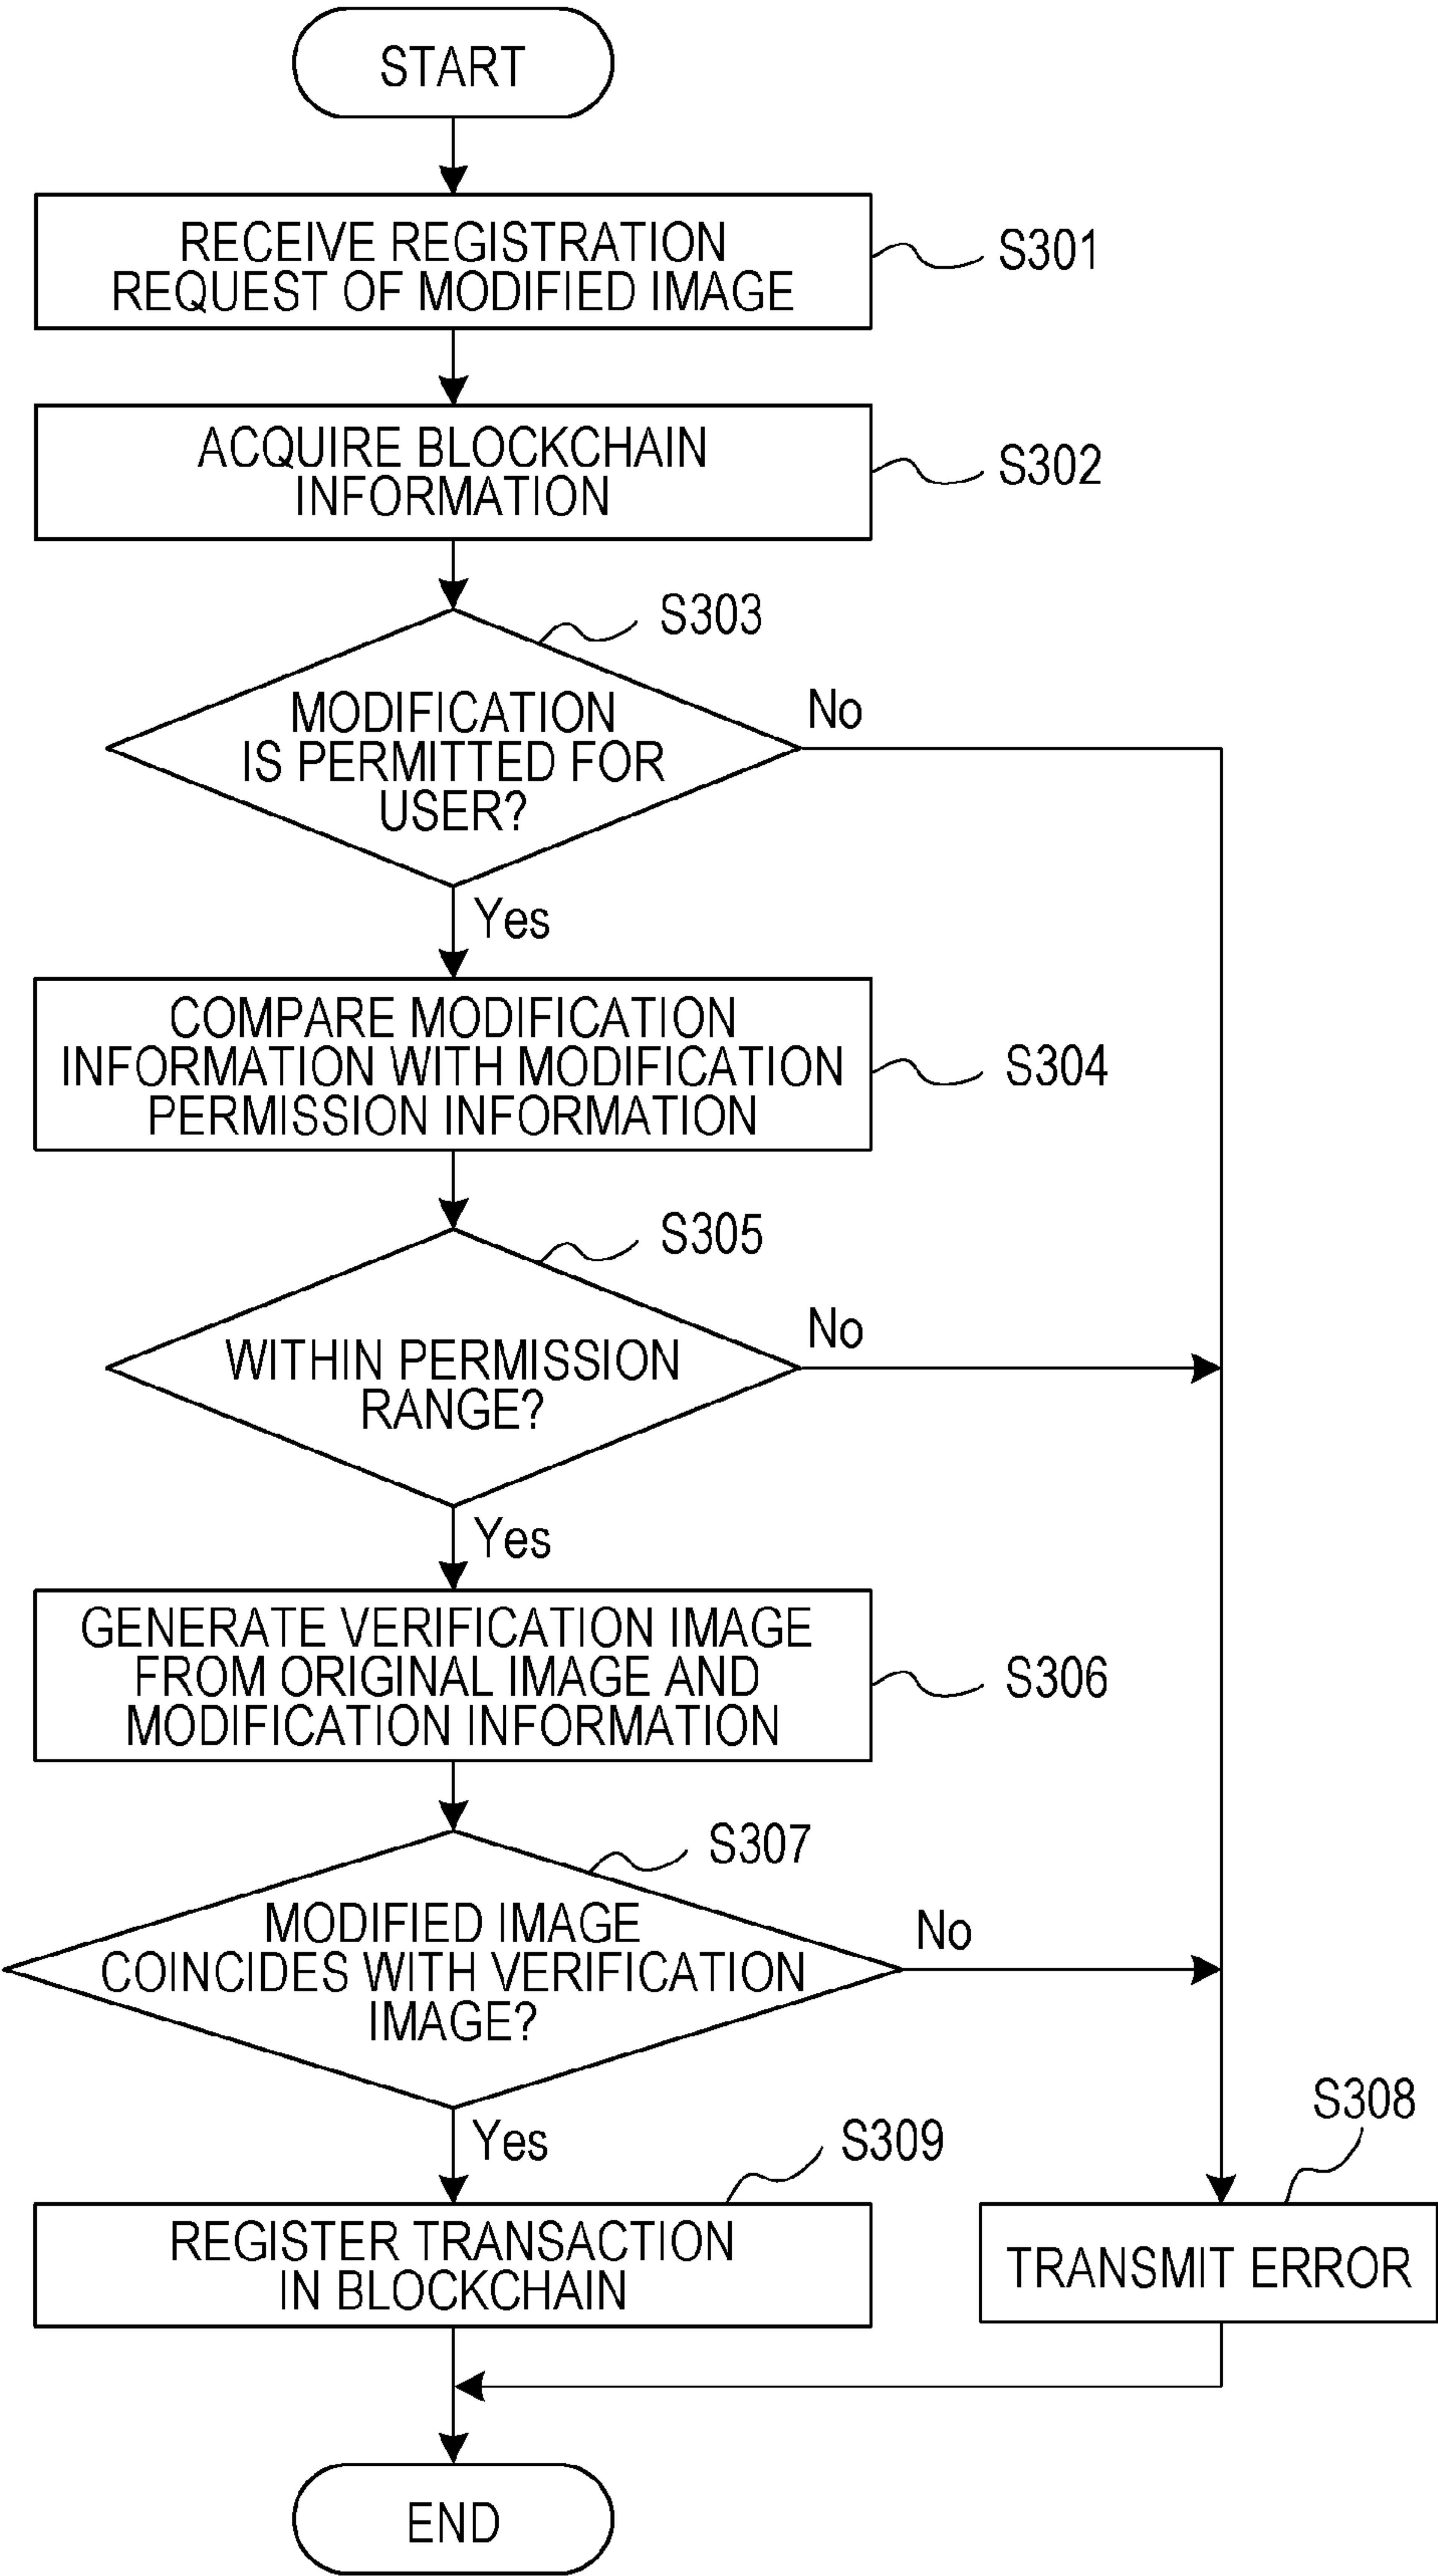 START
RECEIVE REGISTRATION
REQUEST OF MODIFIED IMAGE
S301
ACQUIRE BLOCKCHAIN
INFORMATION
S302
S303
MODIFICATION
IS PERMITTED FOR
USER?
No
Yes
COMPARE MODIFICATION
INFORMATION WITH MODIFICATION
PERMISSION INFORMATION
S304
S305
WITHIN PERMISSION
RANGE?
No
Yes
GENERATE VERIFICATION IMAGE
FROM ORIGINAL IMAGE AND
MODIFICATION INFORMATION
S306
S307
MODIFIED IMAGE
COINCIDES WITH VERIFICATION
IMAGE?
No
Yes
S309
REGISTER TRANSACTION
IN BLOCKCHAIN
S308
TRANSMIT ERROR
END